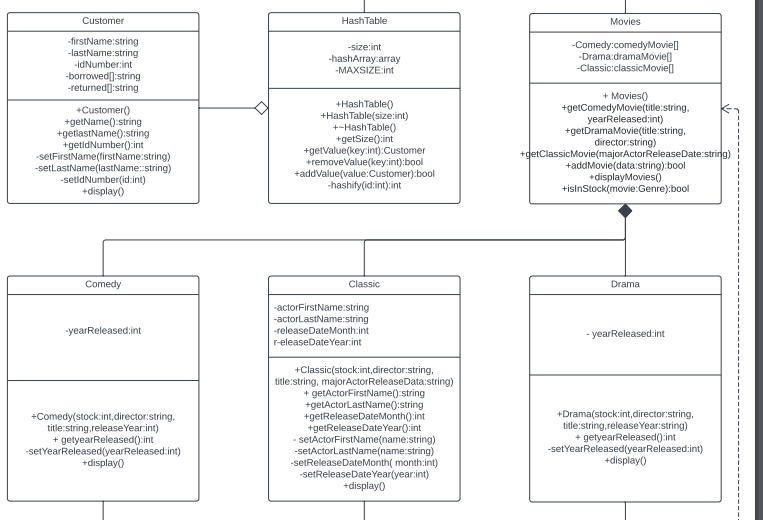 Customer
-firstName:string
-lastName:string
-idNumber:int
-borrowed[]:string
-returned[]:string
+Customer()
+getName():string
+getlastName():string
+getIdNumber():int
-setFirstName(firstName:string)
-setLastName(lastName::string)
-setIdNumber(id:int)
+display()
HashTable
-size:int
-hashArray:array
-MAXSIZE:int
+HashTable()
+HashTable(size:int)
+~HashTable()
+getSize():int
+getValue(key:int):Customer
+removeValue(key:int):bool
+addValue(value:Customer):bool
-hashify(id:int):int
Movies
-Comedy:comedyMovie[]
-Drama:dramaMovie[]
-Classic:classicMovie[]
+ Movies()
+getComedyMovie(title:string,
yearReleased:int)
+getDramaMovie(title:string,
director:string)
+getClassicMovie(majorActorReleaseDate:string)
+addMovie(data:string):bool
+displayMovies()
+isInStock(movie:Genre):bool
Comedy
-yearReleased:int
+Comedy(stock:int,director:string,
title:string,releaseYear:int)
+ getyearReleased():int
-setYearReleased(yearReleased:int)
+display()
Classic
-actorFirstName:string
-actorLastName:string
-releaseDateMonth:int
r-eleaseDateYear:int
+Classic(stock:int,director:string,
title:string, majorActorReleaseData:string)
+ getActorFirstName():string
+getActorLastName():string
+getReleaseDateMonth():int
+getReleaseDateYear():int
- setActorFirstName(name:string)
-setActorLastName(name:string)
-setReleaseDateMonth( month:int)
-setReleaseDateYear(year:int)
+display()
Drama
- yearReleased:int
+Drama(stock:int,director:string,
title:string,releaseYear:string)
+ getyearReleased():int
-setYearReleased(yearReleased:int)
+display()